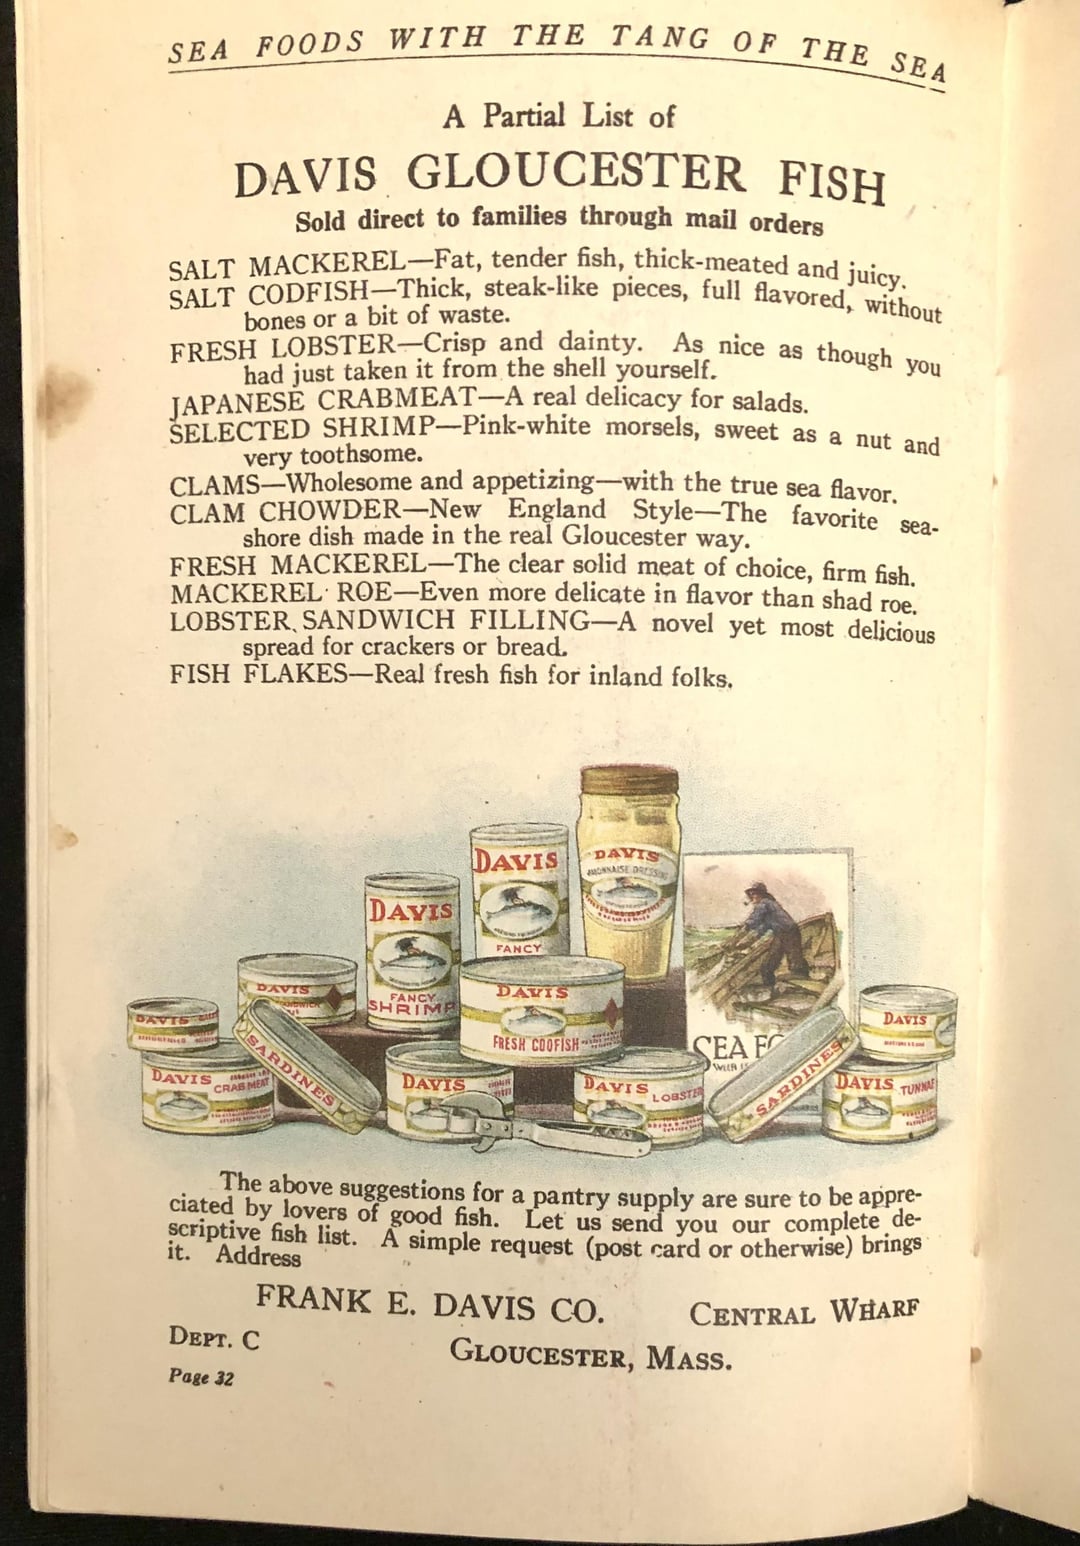 SEA FOODS WITH THE TANG OF THE SEA
A Partial List of
DAVIS GLOUCESTER FISH
Sold direct to families through mail orders
SALT MACKEREL—Fat, tender fish, thick-meated and juicy.
SALT CODFISH—Thick, steak-like pieces, full flavored, without
bones or a bit of waste.
FRESH LOBSTER—Crisp and dainty. As nice as though you
had just taken it from the shell yourself.
JAPANESE CRABMEAT—A real delicacy for salads.
SELECTED SHRIMP—Pink-white morsels, sweet as a nut and
very toothsome.
CLAMS—Wholesome and appetizing—with the true sea flavor.
CLAM CHOWDER—New England Style—The favorite sea-
shore dish made in the real Gloucester way.
FRESH MACKEREL—The clear solid meat of choice, firm fish.
MACKEREL ROE—Even more delicate in flavor than shad roe.
LOBSTER SANDWICH FILLING—A novel yet most delicious
spread for crackers or bread.
FISH FLAKES—Real fresh fish for inland folks.
DAVIS
DRESSING
DAVIS
FANCY
DAVIS
FANCY
SHRIMP
DAVIS
DAVIS
FRESH CODFISH
SEA FO
DAVIS
DAVIS
SARDINES
SARDINES
DAVIS
CRABMEAT
DAVIS
DAVIS
LOBSTER
DAVIS
TUNNAF
The above suggestions for a pantry supply are sure to be appre-
ciated by lovers of good fish. Let us send you our complete de-
scriptive fish list. A simple request (post card or otherwise) brings
it. Address
FRANK E. DAVIS CO. CENTRAL WHARF
DEPT. C GLOUCESTER, MASS.
Page 32